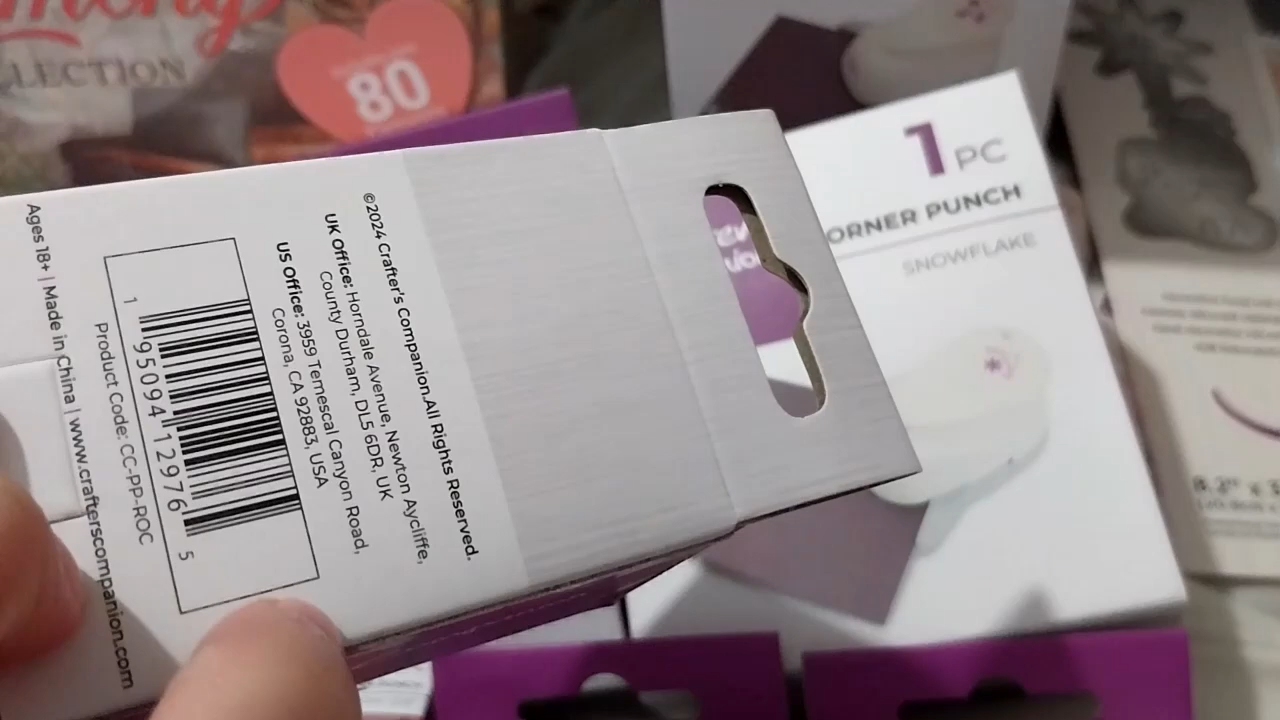 LLECTION
80
1 PC
ORNER PUNCH
SNOWFLAKE
©2024 Crafter's Companion.All Rights Reserved.
UK Office: Horndale Avenue, Newton Aycliffe,
County Durham, DL5 6DR, UK
US Office: 3959 Temescal Canyon Road,
Corona, CA 92883, USA
1 95094 12976 5
Product Code: CC-PP-ROC
Ages 18+ | Made in China | www.crafterscompanion.com